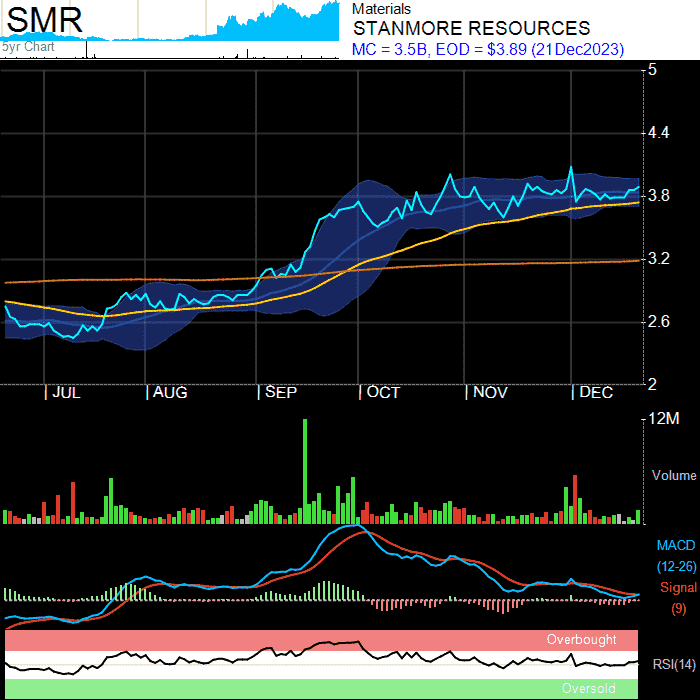 SMR
5yr Chart
Materials
STANMORE RESOURCES
MC = 3.5B, EOD = $3.89 (21Dec2023)
5
4.4
3.8
3.2
2.6
2
JUL AUG SEP OCT NOV DEC
12M
Volume
MACD
(12-26)
Signal
(9)
Overbought
RSI(14)
Oversold